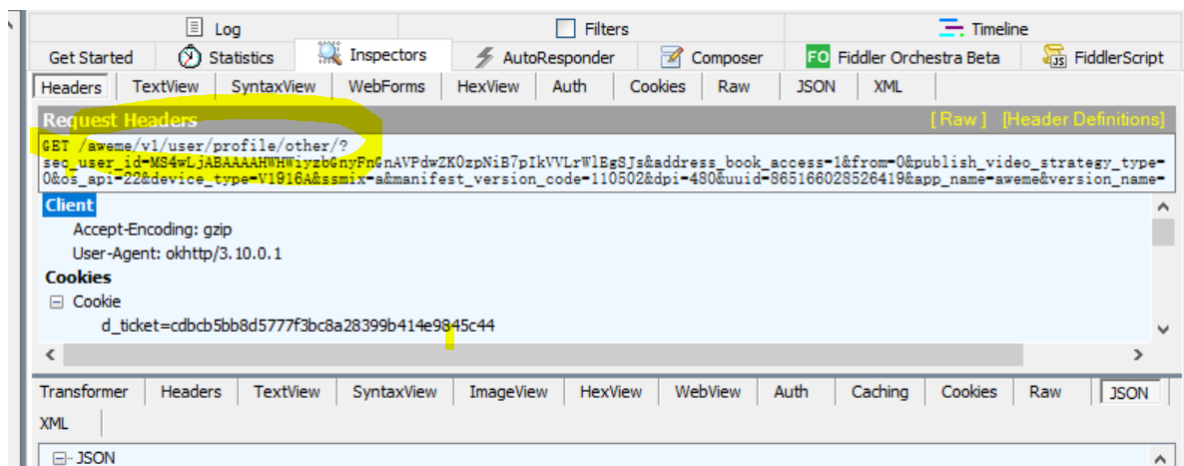 Log Filters Timeline
Get Started Statistics Inspectors AutoResponder Composer FO Fiddler Orchestra Beta FiddlerScript
Headers TextView SyntaxView WebForms HexView Auth Cookies Raw JSON XML
Request Headers [ Raw ] [Header Definitions]
GET /aweme/v1/user/profile/other/?
sec_user_id=MS4wLjABAAAAHWHWiyzbGnyFnGnAVPdwZK0zpNiB7pIkVVLrWlEgSJs&address_book_access=1&from=0&publish_video_strategy_type=
0&os_api=22&device_type=V1916A&ssmix=a&manifest_version_code=110502&dpi=480&uuid=865166028526419&app_name=aweme&version_name=
Client
Accept-Encoding: gzip
User-Agent: okhttp/3.10.0.1
Cookies
Cookie
d_ticket=cdbcb5bb8d5777f3bc8a28399b414e9845c44
Transformer Headers TextView SyntaxView ImageView HexView WebView Auth Caching Cookies Raw JSON
XML
JSON